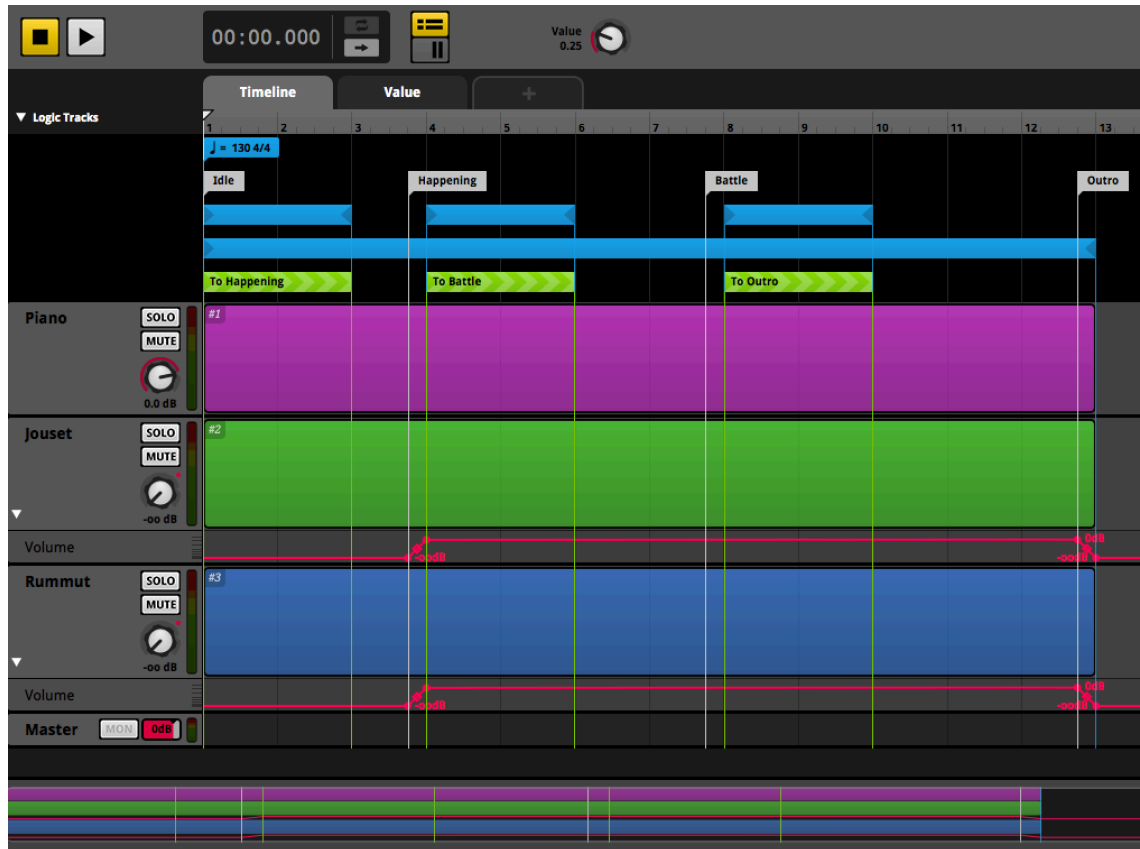 00:00.000
Value
0.25
Timeline
Value
+
Logic Tracks
1 2 3 4 5 6 7 8 9 10 11 12 13
♩ = 130 4/4
Idle Happening Battle Outro
To Happening To Battle To Outro
Piano
SOLO
#1
MUTE
0.0 dB
Jouset
SOLO
#2
MUTE
-oo dB
Volume
-oodB
0dB
-oodB
Rummut
SOLO
#3
MUTE
-oo dB
Volume
-oodB
0dB
-oodB
Master MON 0dB